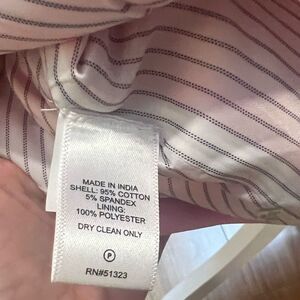 MADE IN INDIA
SHELL: 95% COTTON
5% SPANDEX
LINING:
100% POLYESTER
DRY CLEAN ONLY
P
RN#51323